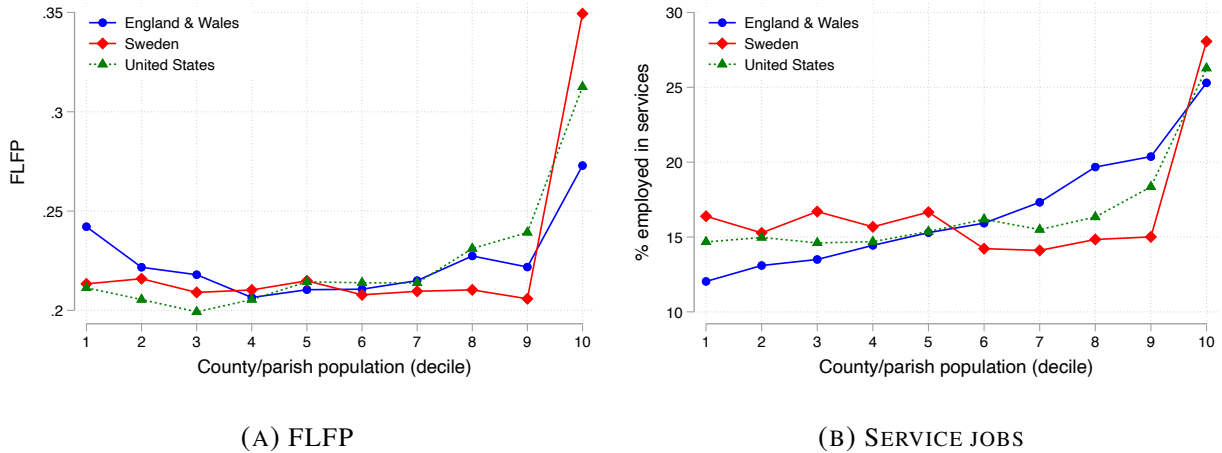 .35
.3
.25
.2
FLFP
England & Wales
Sweden
United States
1 2 3 4 5 6 7 8 9 10
County/parish population (decile)
(A) FLFP
30
25
20
15
10
% employed in services
England & Wales
Sweden
United States
1 2 3 4 5 6 7 8 9 10
County/parish population (decile)
(B) SERVICE JOBS